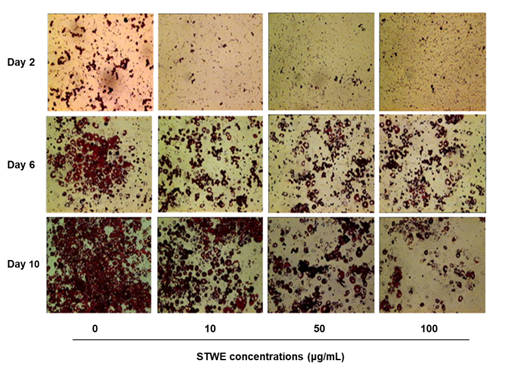 Day 2
Day 6
Day 10
0 10 50 100
STWE concentrations (µg/mL)